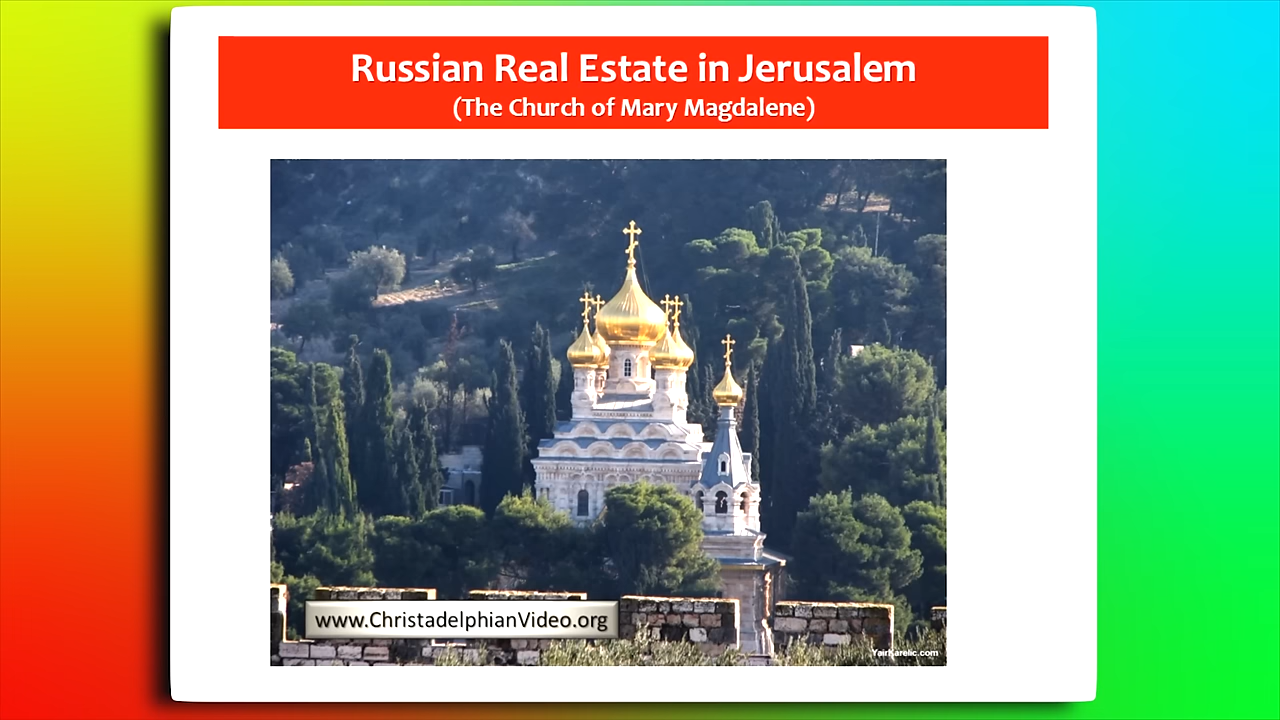 Russian Real Estate in Jerusalem
(The Church of Mary Magdalene)
www.ChristadelphianVideo.org
YairKarelic.com